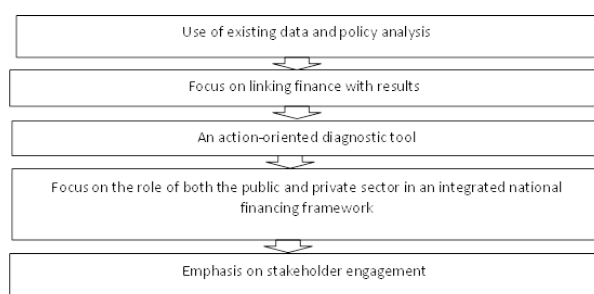 Use of existing data and policy analysis
Focus on linking finance with results
An action-oriented diagnostic tool
Focus on the role of both the public and private sector in an integrated national
financing framework
Emphasis on stakeholder engagement